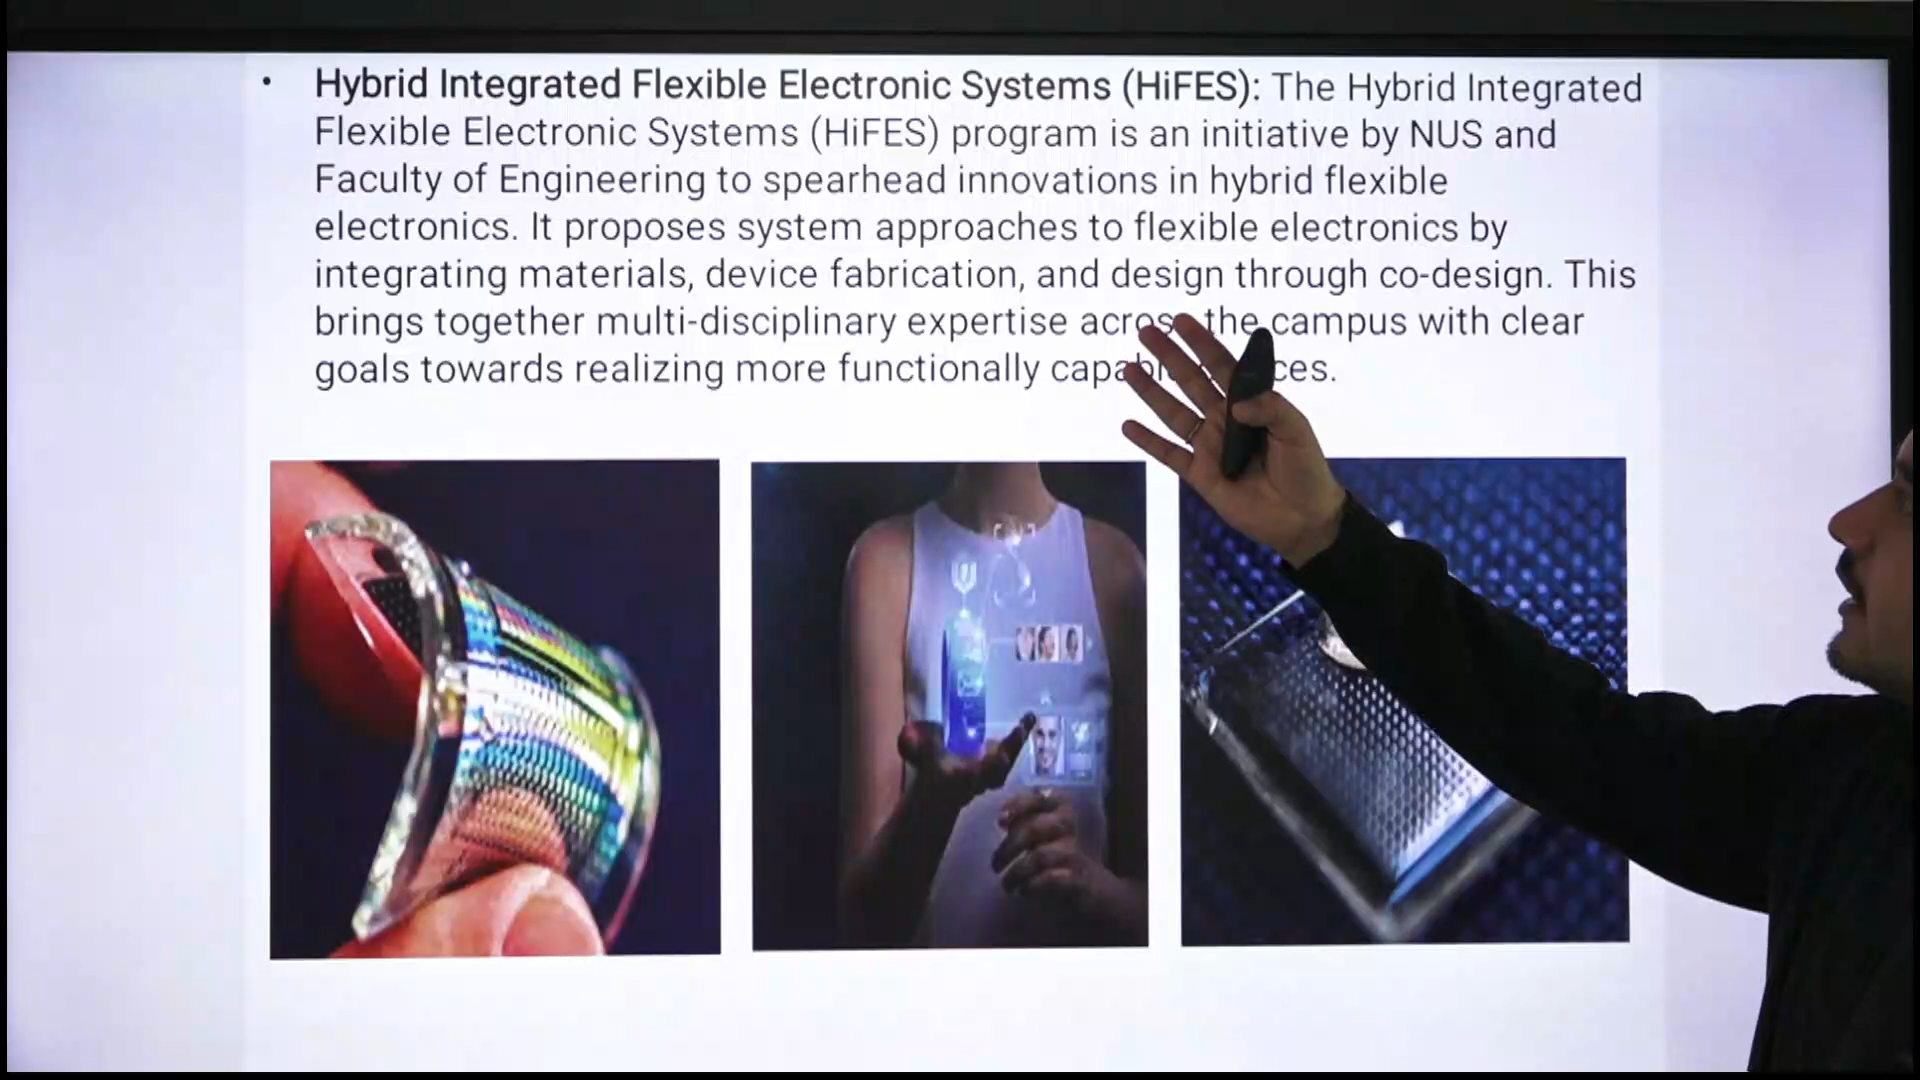 • Hybrid Integrated Flexible Electronic Systems (HiFES): The Hybrid Integrated
Flexible Electronic Systems (HiFES) program is an initiative by NUS and
Faculty of Engineering to spearhead innovations in hybrid flexible
electronics. It proposes system approaches to flexible electronics by
integrating materials, device fabrication, and design through co-design. This
brings together multi-disciplinary expertise across the campus with clear
goals towards realizing more functionally